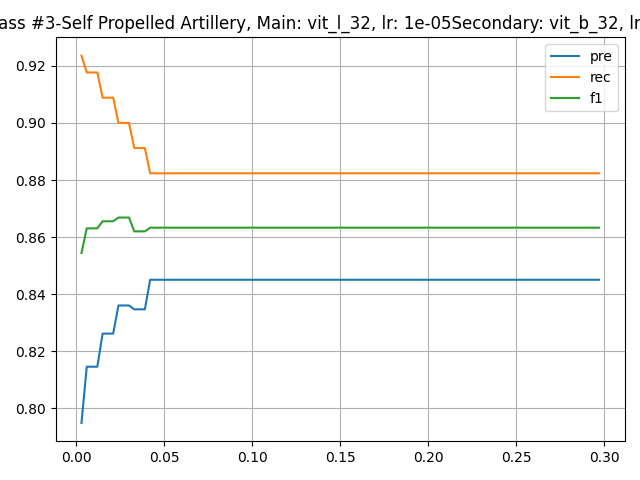 ass #3-Self Propelled Artillery, Main: vit_l_32, lr: 1e-05Secondary: vit_b_32, lr
pre
rec
f1
0.92
0.90
0.88
0.86
0.84
0.82
0.80
0.00 0.05 0.10 0.15 0.20 0.25 0.30